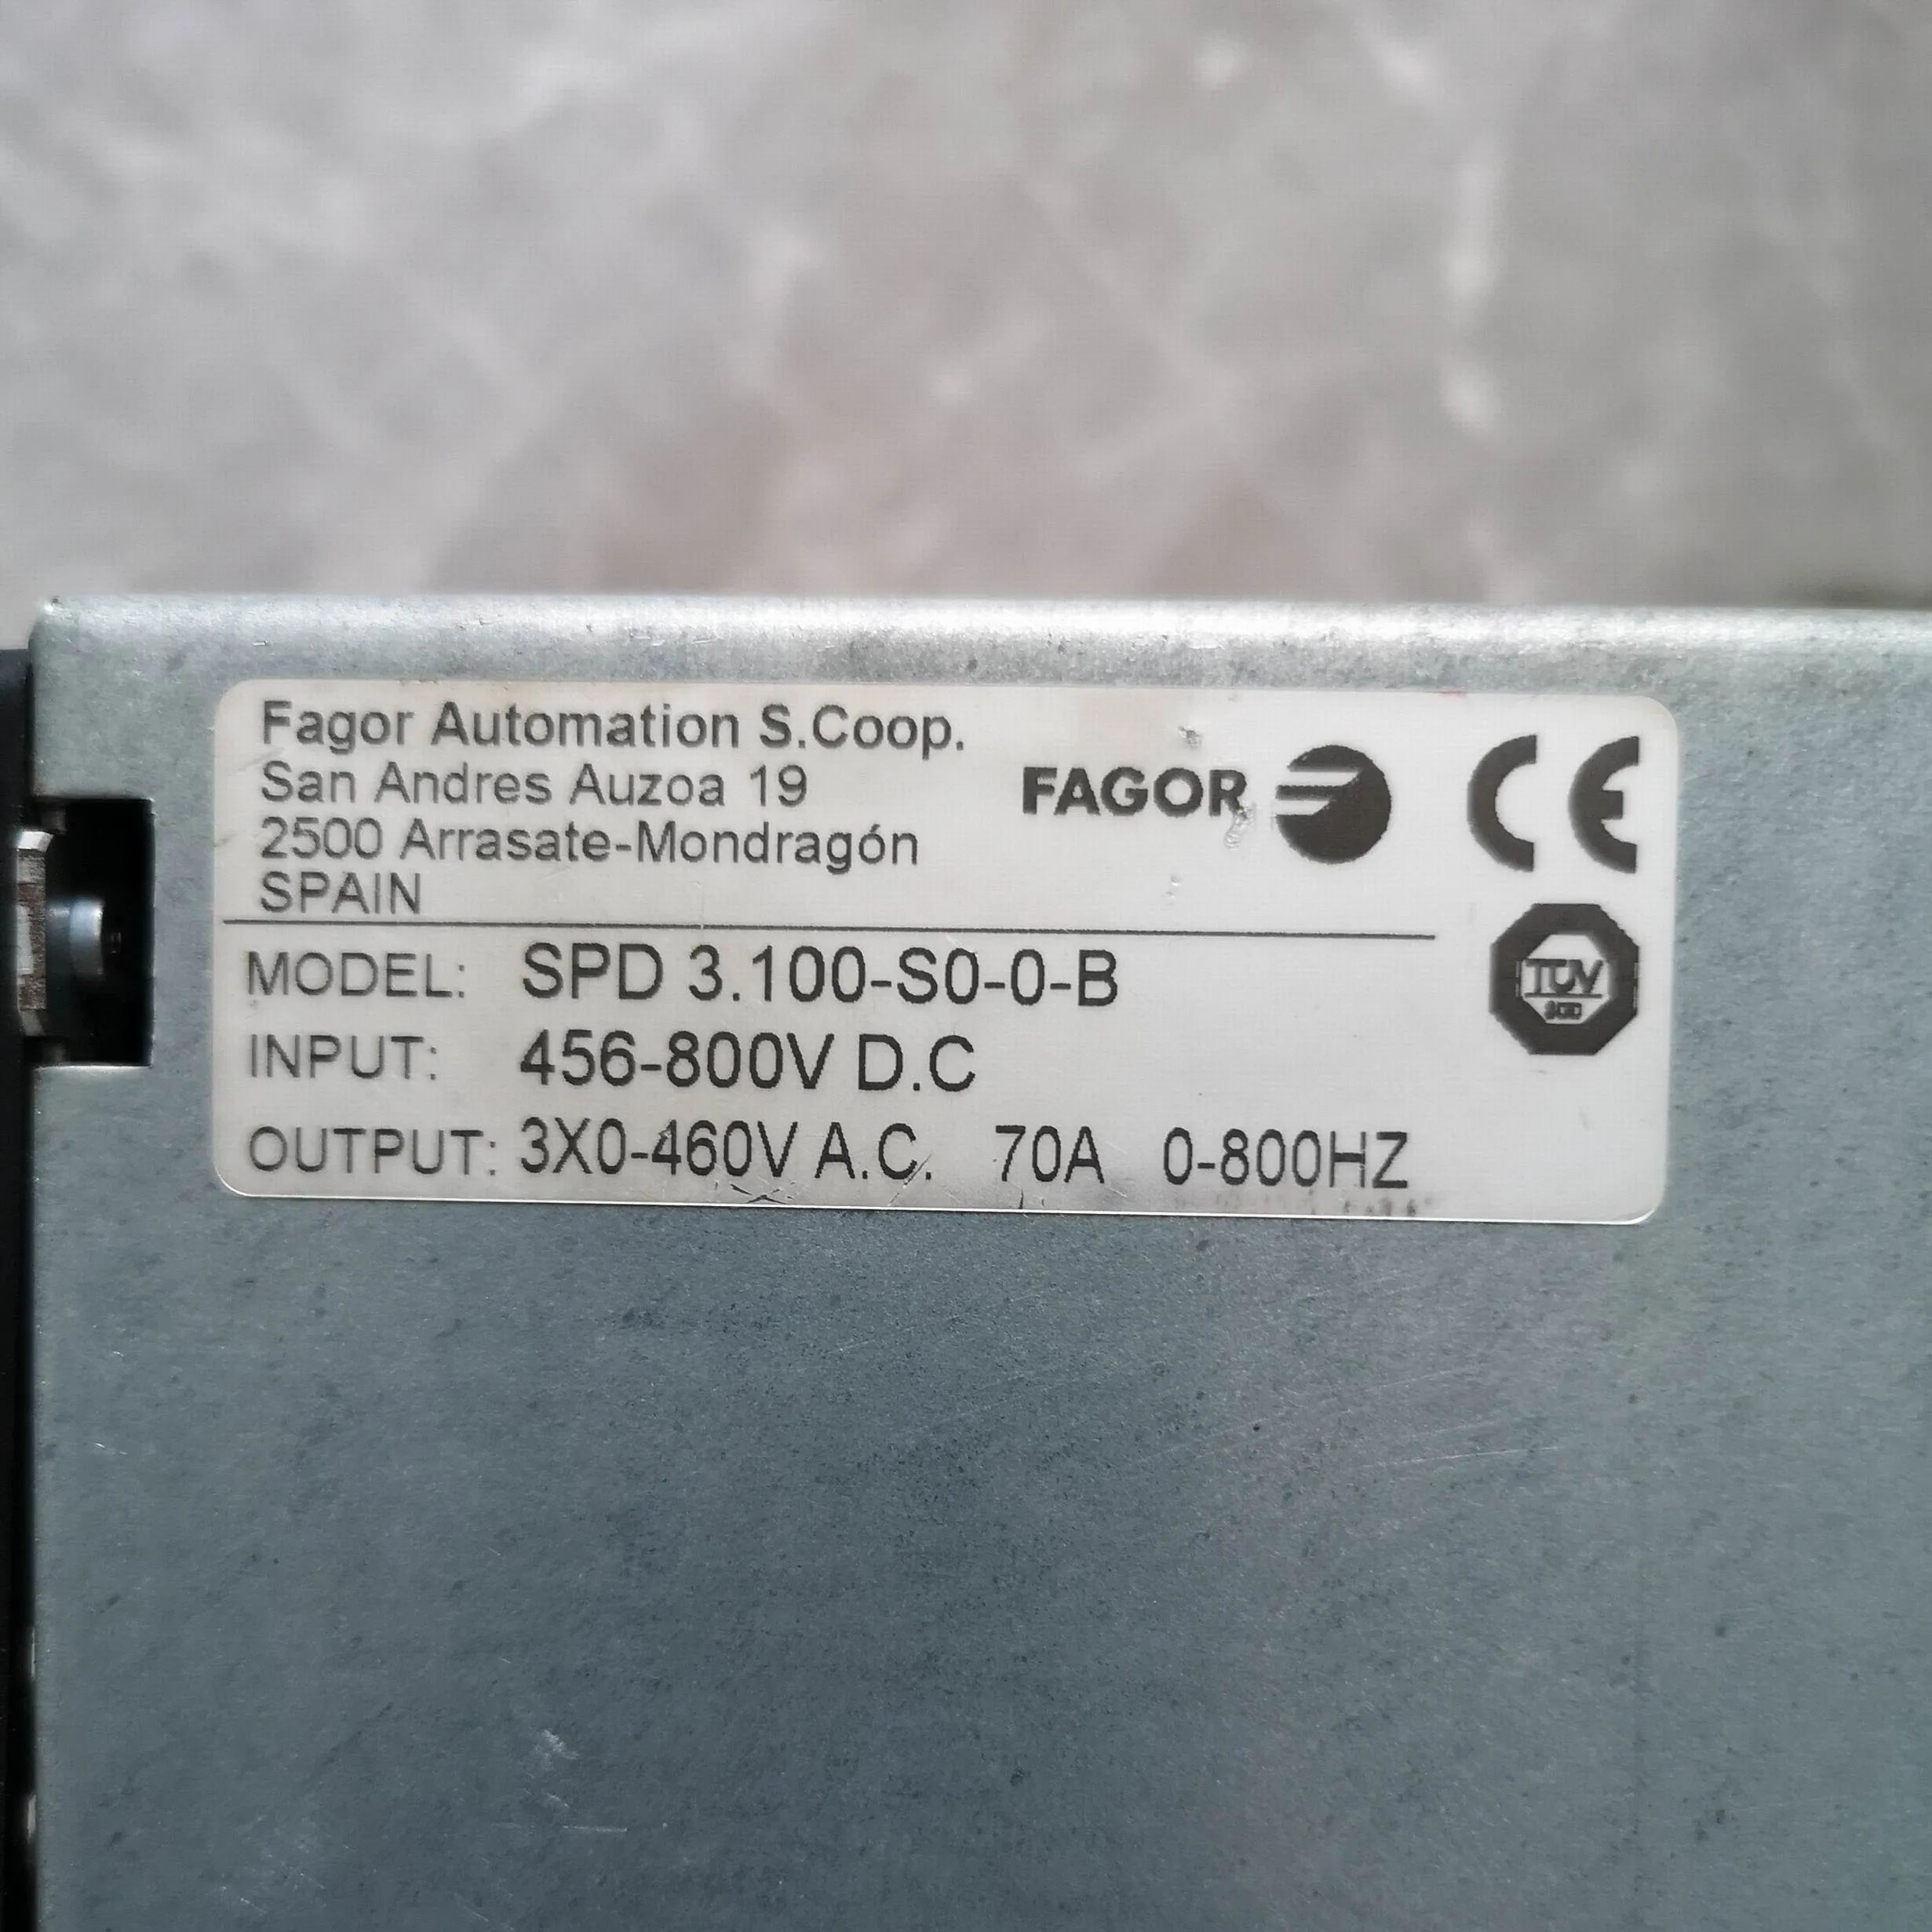 Fagor Automation S.Coop.
San Andres Auzoa 19
2500 Arrasate-Mondragón
SPAIN
FAGOR
CE
TÜV
MODEL: SPD 3.100-S0-0-B
INPUT: 456-800V D.C
OUTPUT: 3X0-460V A.C. 70A 0-800HZ